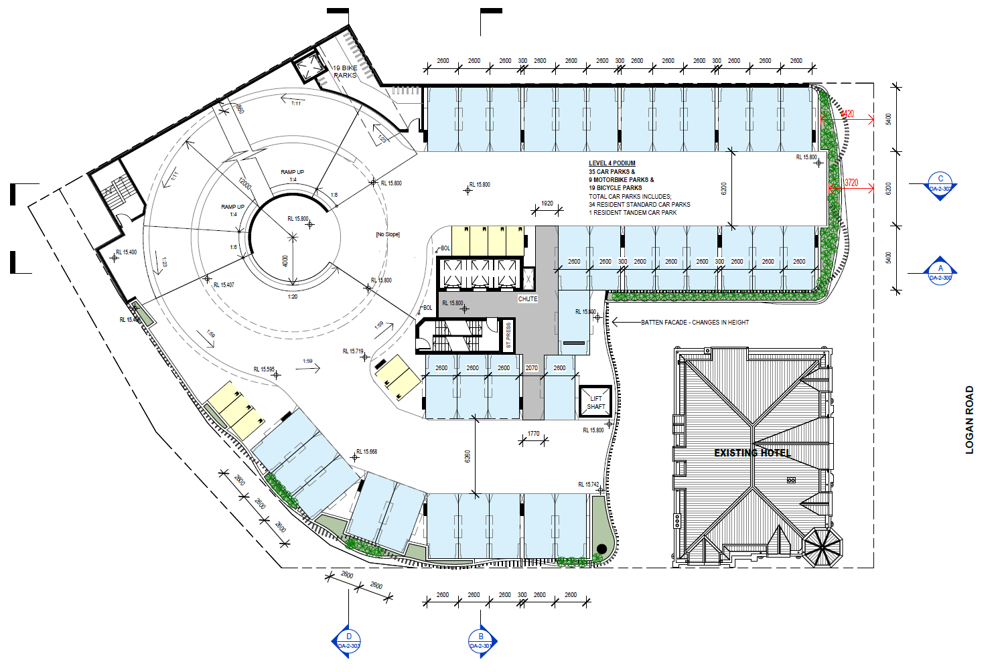 2600 2600 2600 300 2600 2600 300 2600 2600 2600 300 2600 2600 2600
19 BIKE
PARKS
1:11
860
1:23
4420
5400
LEVEL 4 PODIUM
35 CAR PARKS &
9 MOTORBIKE PARKS &
19 BICYCLE PARKS
TOTAL CAR PARKS INCLUDES;
34 RESIDENT STANDARD CAR PARKS
1 RESIDENT TANDEM CAR PARK
RL 15.800
RAMP UP
1:4
1:11
12000
1:8
RL 15.800
RL 15.800
3720
6200
6200
C
DA-2-302
RAMP UP
1:4
1920
RL 15.800
[No Slope]
1:8
BOL
RL 15.400
1:23
4000
5400
2600 2600 300 2600 2600 2600 300 2600 2600 2600
A
DA-2-300
RL 15.407
RL 15.800
1:20
CHUTE
BOL
RL 15.800
RL 15.800
BATTEN FACADE - CHANGES IN HEIGHT
1:59
1:59
ST.PRESS
RL 15.719
1:59
RL 15.595
2600 2600 2600 2070 2600
LIFT
SHAFT
RL 15.800
1770
6260
RL 15.668
EXISTING HOTEL
LOGAN ROAD
RL 15.742
2600
2600
2600
2600
2600
2600 2600 2600 300 2600 2600
D
DA-2-303
B
DA-2-301